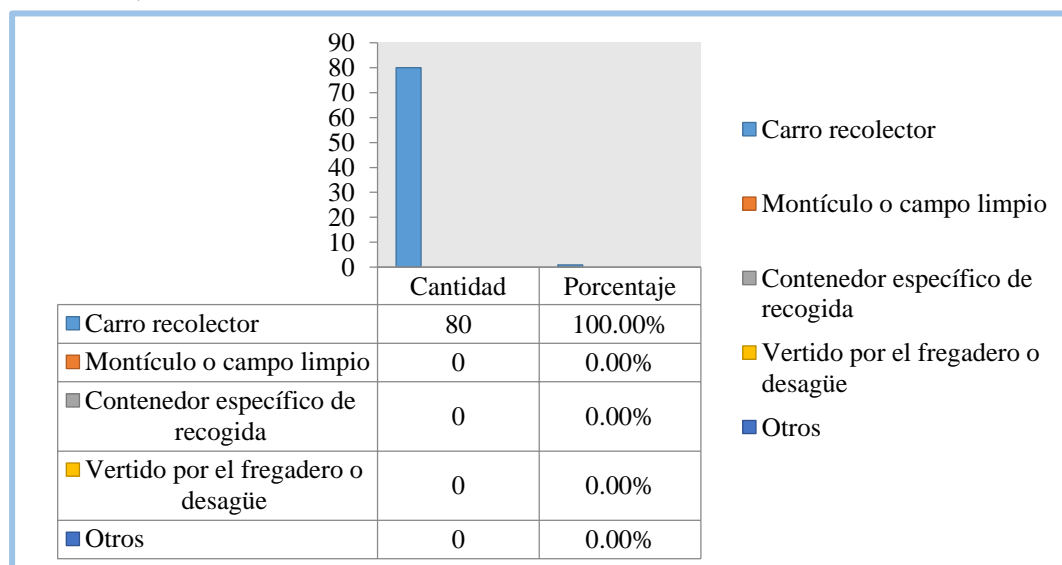 90
80
70
60
50
40
30
20
10
0
Cantidad Porcentaje
Carro recolector 80 100.00%
Montículo o campo limpio 0 0.00%
Contenedor específico de
recogida 0 0.00%
Vertido por el fregadero o
desagüe 0 0.00%
Otros 0 0.00%
Carro recolector
Montículo o campo limpio
Contenedor específico de
recogida
Vertido por el fregadero o
desagüe
Otros